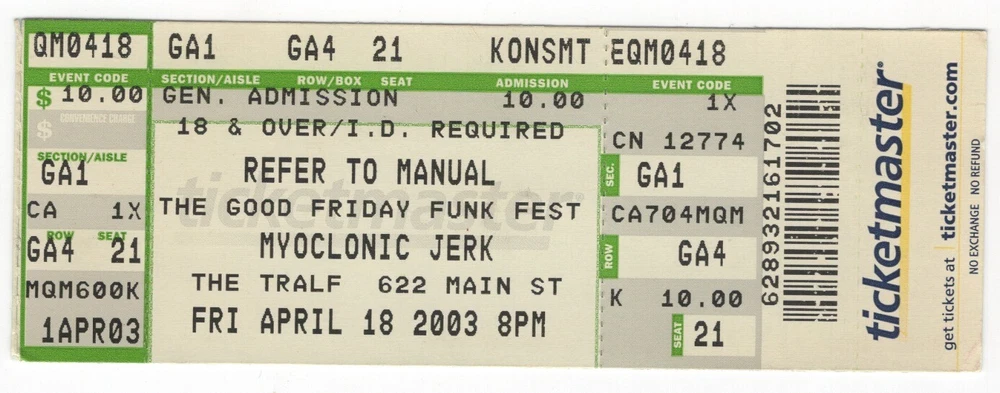 QM0418
EVENT CODE
$ 10.00
$ CONVENIENCE CHARGE
SECTION/AISLE
GA1
CA 1X
ROW SEAT
GA4 21
MQM600K
1APR03
GA1 GA4 21 KONSMT
SECTION/AISLE ROW/BOX SEAT ADMISSION
GEN. ADMISSION 10.00
18 & OVER/I.D. REQUIRED
REFER TO MANUAL
ticketmaster
THE GOOD FRIDAY FUNK FEST
MYOCLONIC JERK
THE TRALF 622 MAIN ST
FRI APRIL 18 2003 8PM
EQM0418
EVENT CODE
1X
CN 12774
SEC. GA1
CA704MQM
ROW GA4
K 10.00
SEAT 21
628932161702
ticketmaster®
get tickets at ticketmaster.com
NO EXCHANGE NO REFUND